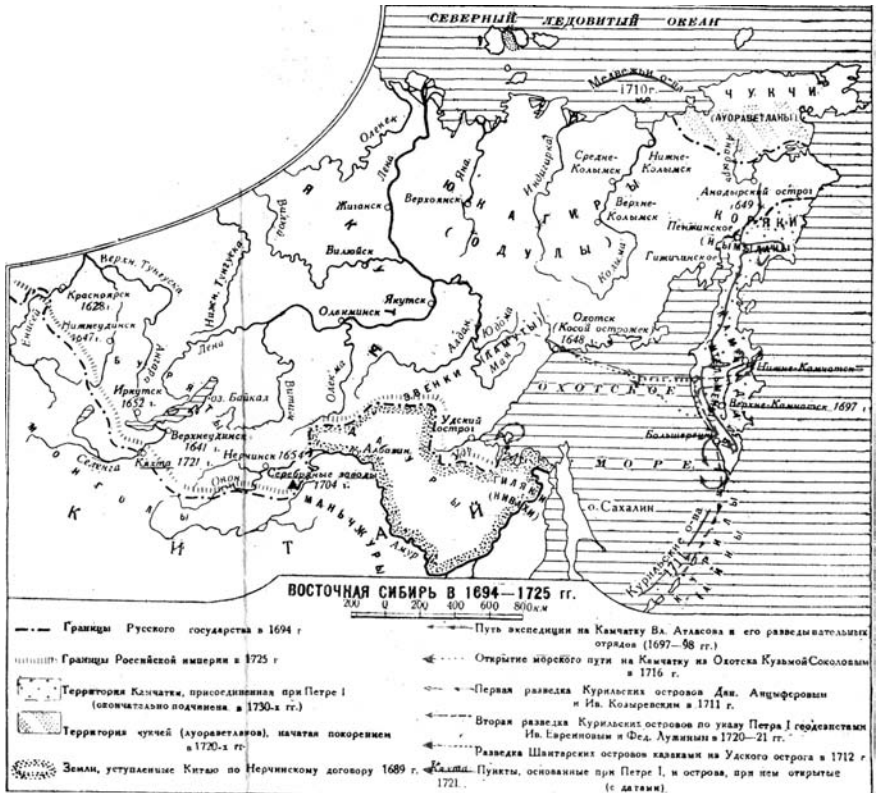 СЕВЕРНЫЙ ЛЕДОВИТЫЙ ОКЕАН
Медвежьи о-ва
1710г.
ЧУКЧИ
(ЛУОРАВЕТЛАНЫ)
Оленек
Лена
Яна
Индигирка
Средне-
Колымск
Нижне-
Колымск
Анадырь
Анадырский острог
1649 г.
Верхоянск
Жиганск
Вилюй
Верхне-
Колымск
ЮКАГИРЫ
(ОДУЛЫ)
КОРЯКИ
Пенжинское
(НЫМЫЛАНЫ)
Гижичанское
Колыма
Вилюйск
ЯКУТЫ
Верхн. Тунгуска
Нижн. Тунгуска
Красноярск
1628 г
Енисей
Нижнеудинск
1647 г.
Ангара
Якутск
Олекминск
Алдан
Юдома
Мая
Охотск
(Косой острожек)
1648
Лена
Витим
Олекма
ЭВЕНКИ (ЛАМУТЫ)
БУРЯТЫ
Иркутск
1652 г.
оз. Байкал
ОХОТСКОЕ
МОРЕ
Нижне-Камчатск
Верхне-Камчатск 1697 г.
Большерецк
Удский
острог
Верхнеудинск
1641 г.
Нерчинск 1654
Албазин
Селенга
Кяхта 1721 г.
Серебряные заводы
1704 г.
Онон
ДАУРЫ
ГИЛЯКИ
(НИВХИ)
о. Сахалин
МОНГОЛЫ
МАНЬЧЖУРЫ
Амур
КИТАЙ
Курильские о-ва
1711
ВОСТОЧНАЯ СИБИРЬ В 1694—1725 гг.
200 0 200 400 600 800км
Границы Русского государства в 1694 г
Границы Российской империи в 1725 г
Территория Камчатки, присоединенная при Петре I
(окончательно подчинена в 1730-х гг.)
Территория чукчей (луораветланов), начатая покорением
в 1720-х гг
Земли, уступленные Китаю по Нерчинскому договору 1689 г.
Путь экспедиции на Камчатку Вл. Атласова и его разведывательных
отрядов (1697—98 гг.)
Открытие морского пути на Камчатку из Охотска Кузьмой Соколовым
в 1716 г.
Первая разведка Курильских островов Дан. Анцыферовым
и Ив. Козыревским в 1711 г.
Вторая разведка Курильских островов по указу Петра I геодезистами
Ив. Евреиновым и Фед. Лужиным в 1720—21 гг.
Разведка Шантарских островов казаками из Удского острога в 1712 г
Кяхта
1721
Пункты, основанные при Петре I, и острова, при нем открытые
(с датами)